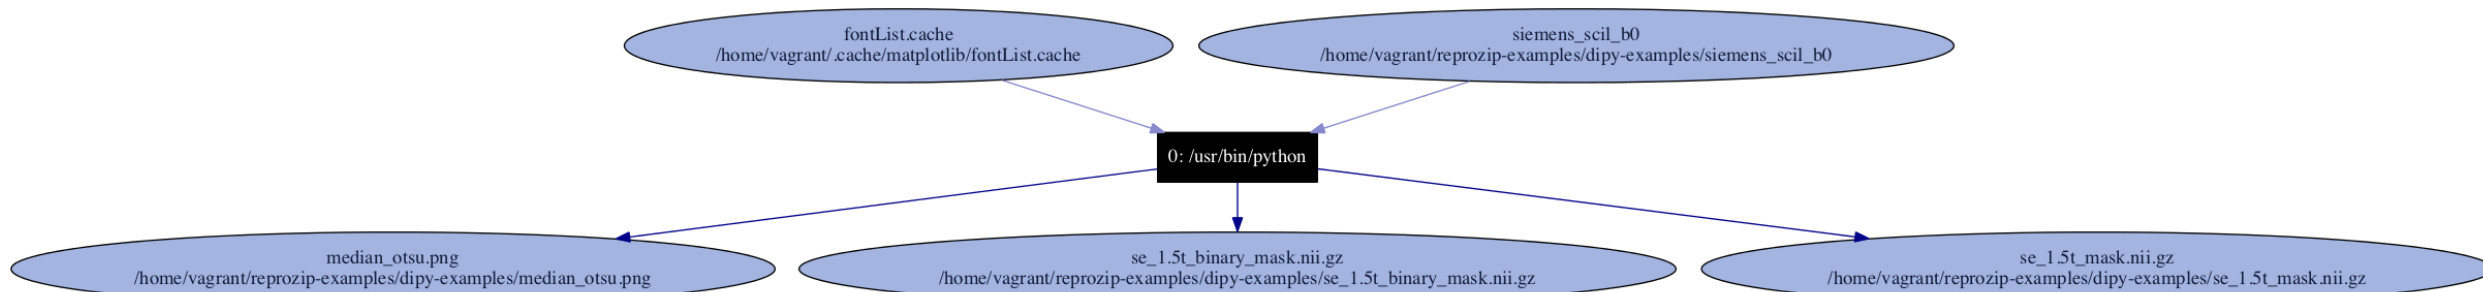 fontList.cache
/home/vagrant/.cache/matplotlib/fontList.cache
siemens_scil_b0
/home/vagrant/reprozip-examples/dipy-examples/siemens_scil_b0
0: /usr/bin/python
median_otsu.png
/home/vagrant/reprozip-examples/dipy-examples/median_otsu.png
se_1.5t_binary_mask.nii.gz
/home/vagrant/reprozip-examples/dipy-examples/se_1.5t_binary_mask.nii.gz
se_1.5t_mask.nii.gz
/home/vagrant/reprozip-examples/dipy-examples/se_1.5t_mask.nii.gz